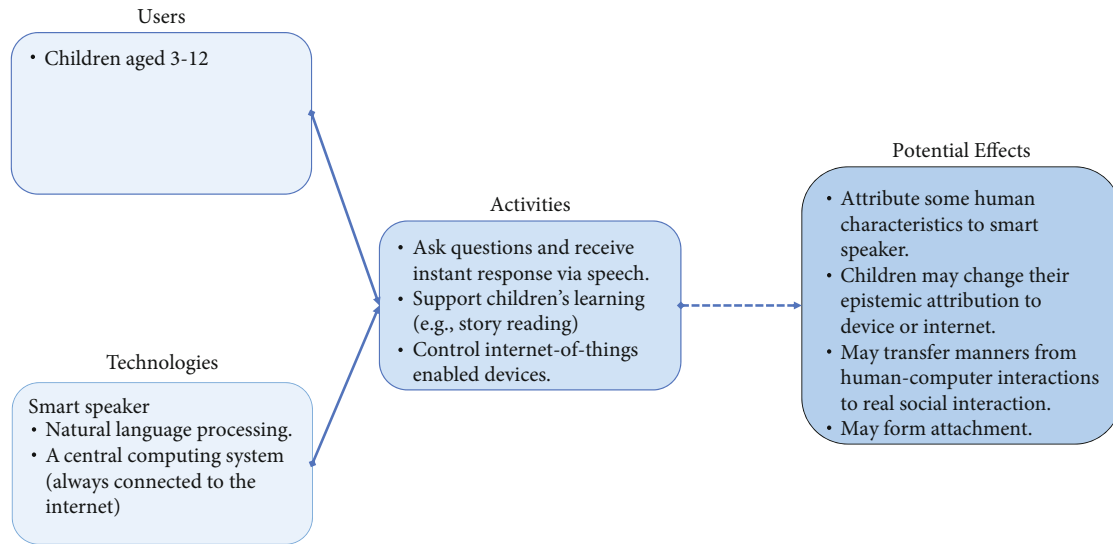 Users
• Children aged 3-12
Technologies
Smart speaker
• Natural language processing.
• A central computing system
(always connected to the
internet)
Activities
• Ask questions and receive
instant response via speech.
• Support children’s learning
(e.g., story reading)
• Control internet-of-things
enabled devices.
Potential Effects
• Attribute some human
characteristics to smart
speaker.
• Children may change their
epistemic attribution to
device or internet.
• May transfer manners from
human-computer interactions
to real social interaction.
• May form attachment.